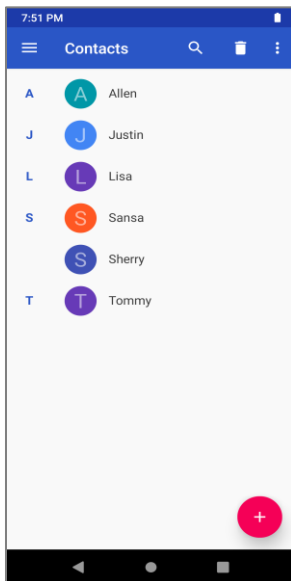 7:51 PM
Contacts
A A Allen
J J Justin
L L Lisa
S S Sansa
S Sherry
T T Tommy
+